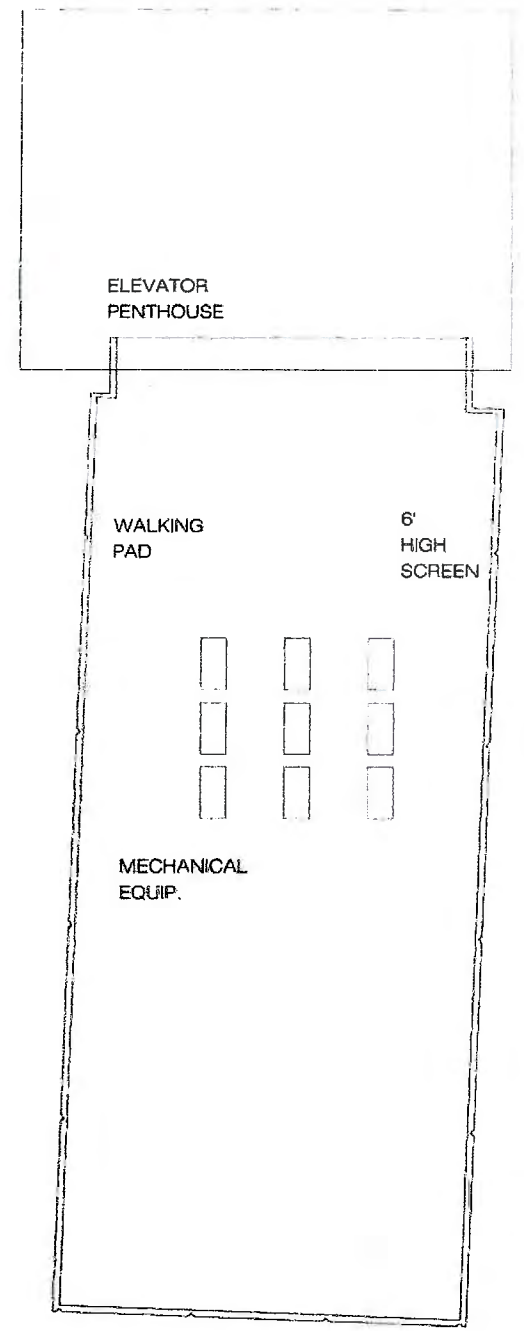 ELEVATOR
PENTHOUSE
WALKING
PAD
6'
HIGH
SCREEN
MECHANICAL
EQUIP.